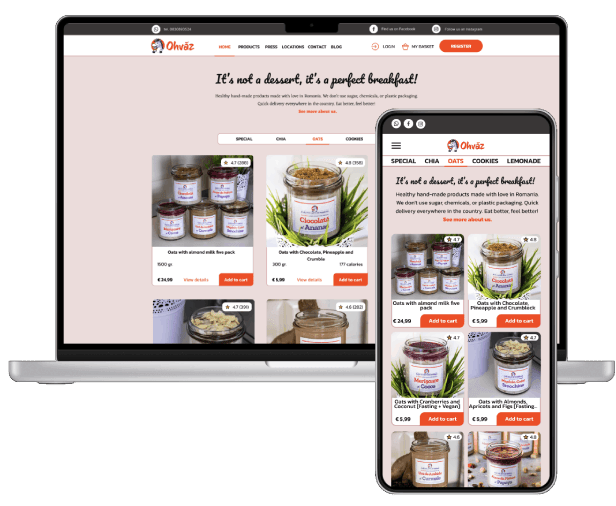 Find us on Facebook
Follow us on Instagram
Ohvăz
HOME PRODUCTS PRESS LOCATIONS CONTACT BLOG
LOGIN
MY BASKET
REGISTER
It's not a dessert, it's a perfect breakfast!
Healthy hand-made products made with love in Romania. We don't use sugar, chemicals, or plastic packaging.
Quick delivery everywhere in the country. Eat better, feel better!
See more about us.
SPECIAL CHIA OATS COOKIES
4.7 (288)
4.8 (358)
Ciocolată
Ananas
Oats with almond milk five pack
1500 gr
€ 24,99 View details Add to cart
Oats with Chocolate, Pineapple and
Crumble
300 gr 177 calories
€ 5,99 View details Add to cart
4.7 (291)
4.8 (282)
Ohvăz
SPECIAL CHIA OATS COOKIES LEMONADE
It's not a dessert, it's a perfect breakfast!
Healthy hand-made products made with love in Romania.
We don't use sugar, chemicals, or plastic packaging. Quick
delivery everywhere in the country. Eat better, feel better!
See more about us.
4.7
4.8
Ciocolată
Ananas
Oats with almond milk five
pack
€ 24,99 Add to cart
Oats with Chocolate,
Pineapple and Crumbleck
€ 5,99 Add to cart
4.7
4.7
Merișoare
Cocos
Oats with Cranberries and
Coconut [Fasting + Vegan]
€ 5,99 Add to cart
Oats with Almonds,
Apricots and Figs [Fasting..
€ 5,99 Add to cart
4.8
4.8
Papaya